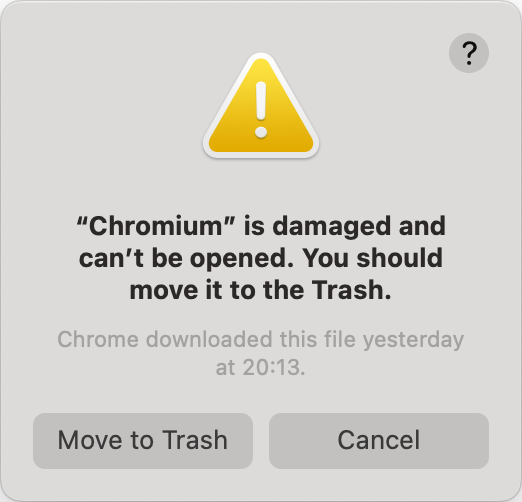 ?
“Chromium” is damaged and
can’t be opened. You should
move it to the Trash.
Chrome downloaded this file yesterday
at 20:13.
Move to Trash
Cancel